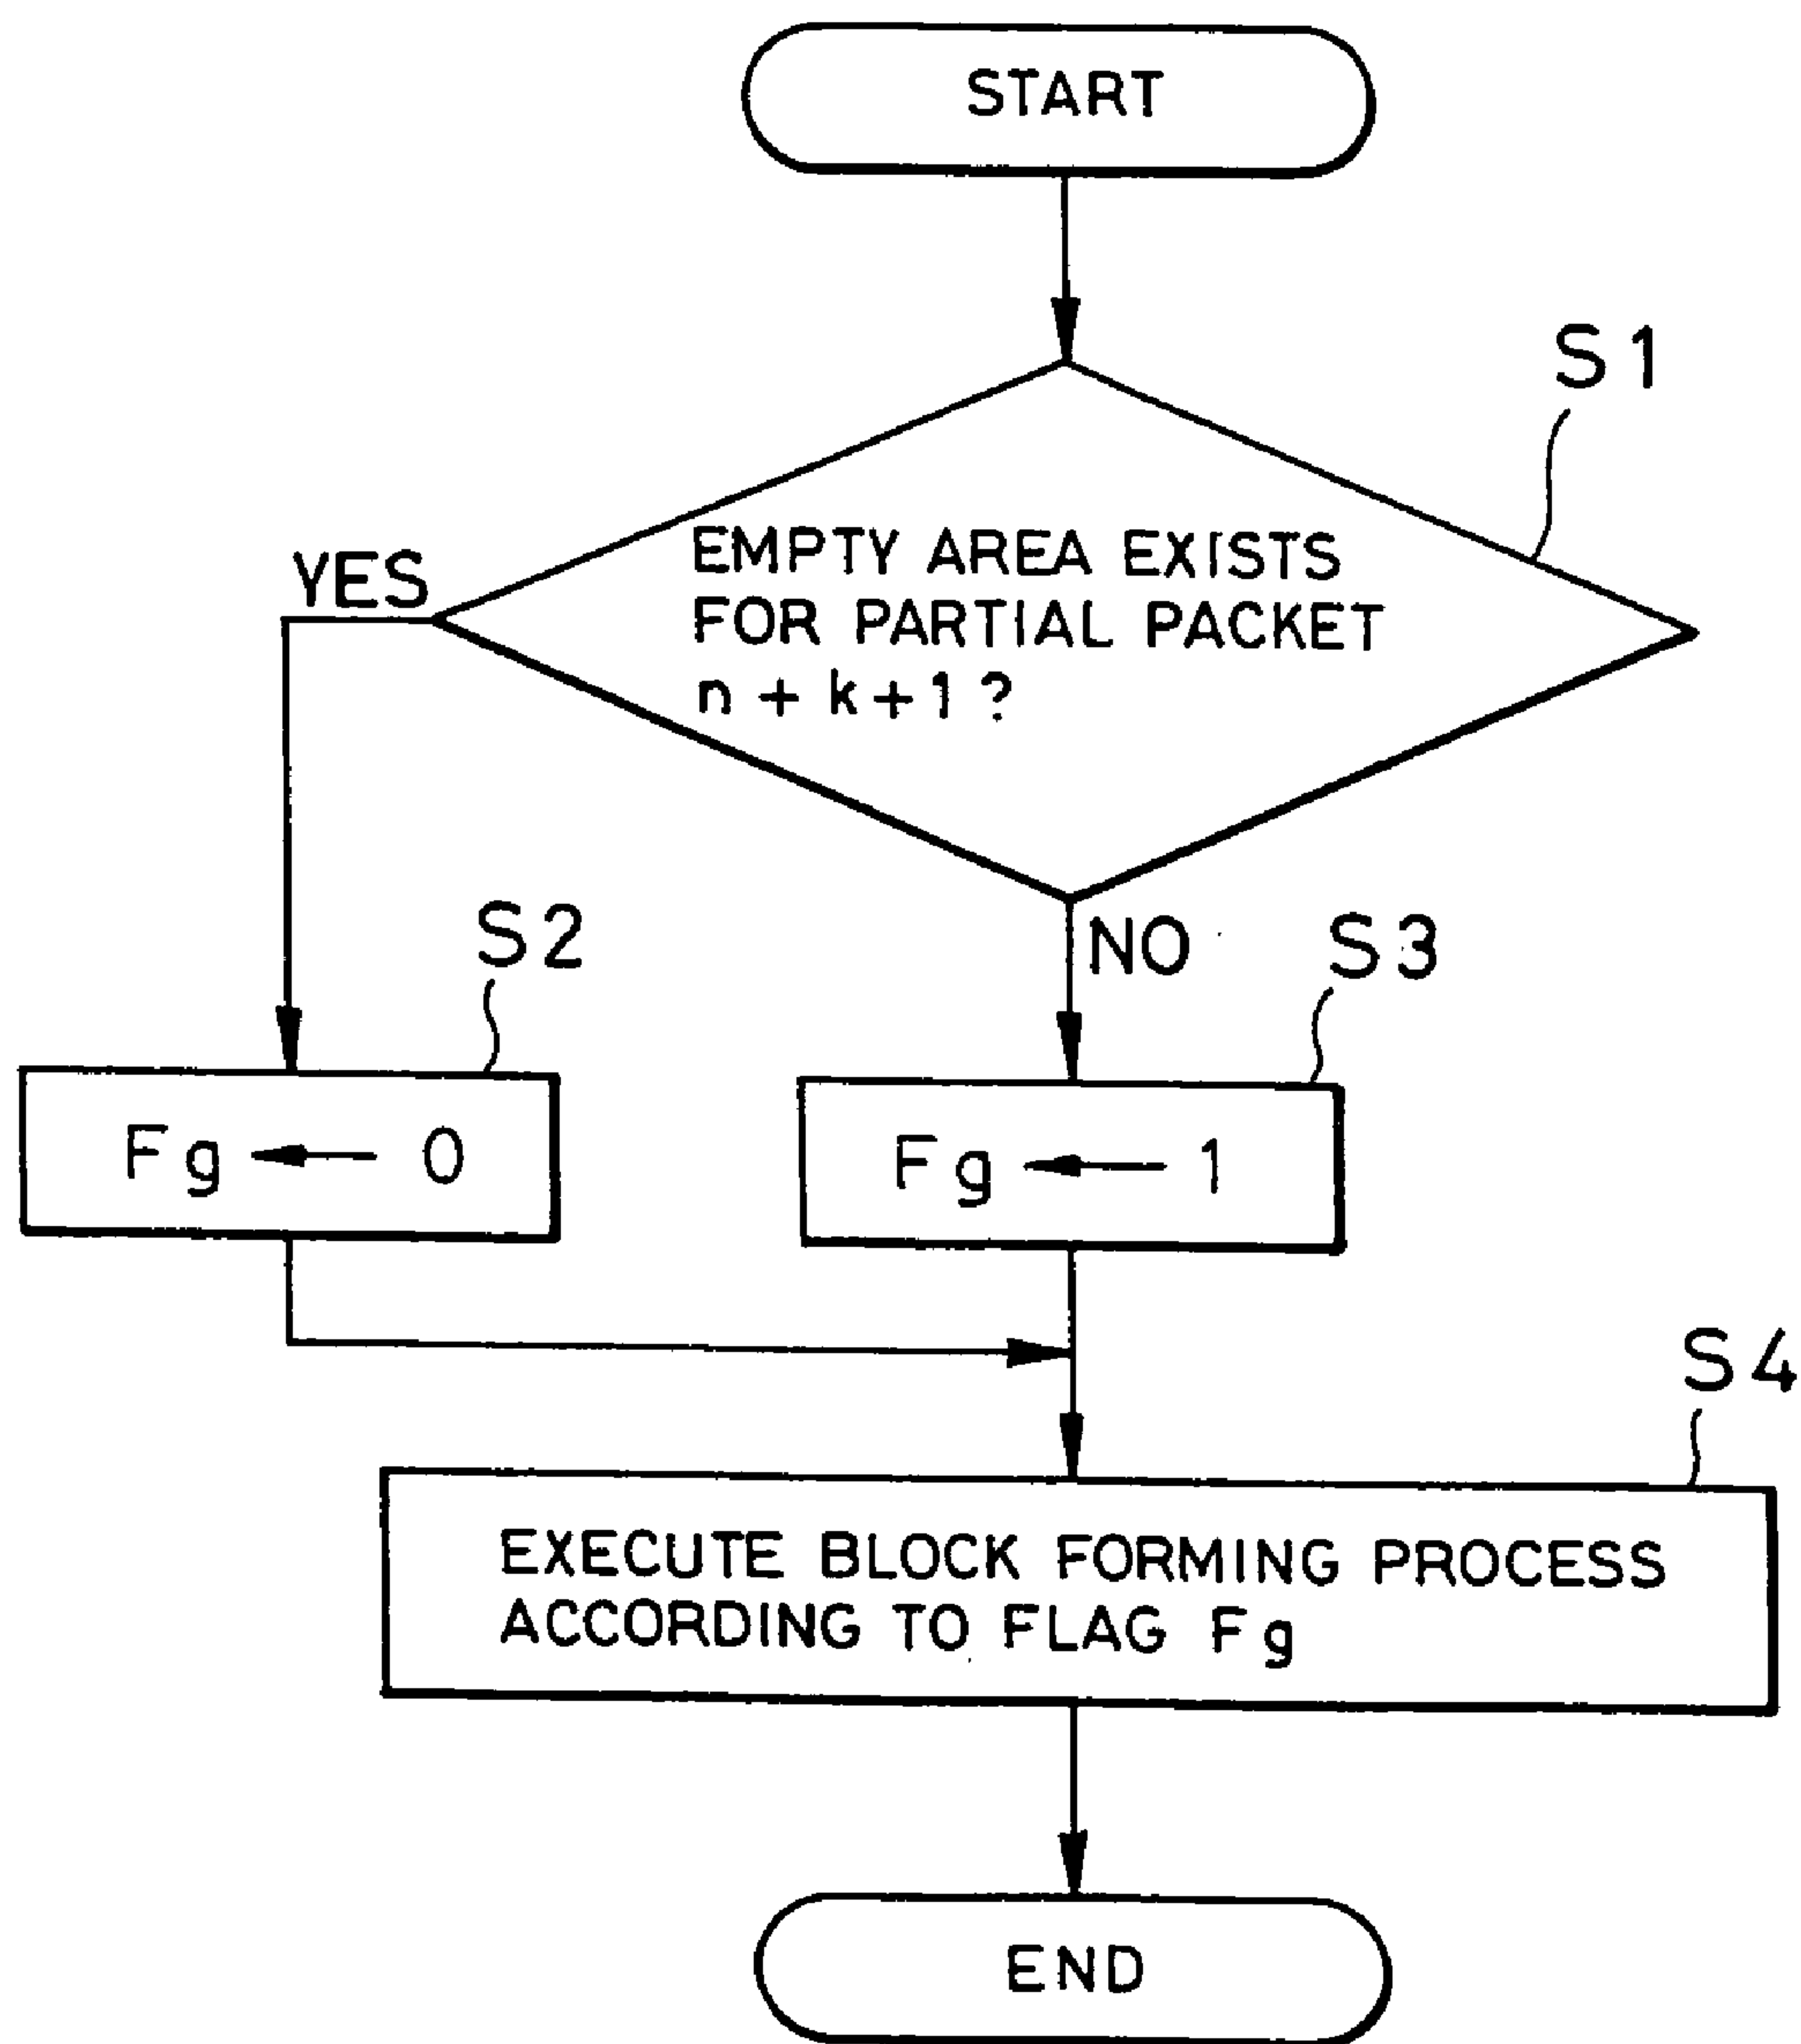 START
S1
EMPTY AREA EXISTS
FOR PARTIAL PACKET
n + k + 1 ?
YES
NO
S2
S3
Fg ← 0
Fg ← 1
S4
EXECUTE BLOCK FORMING PROCESS
ACCORDING TO FLAG Fg
END